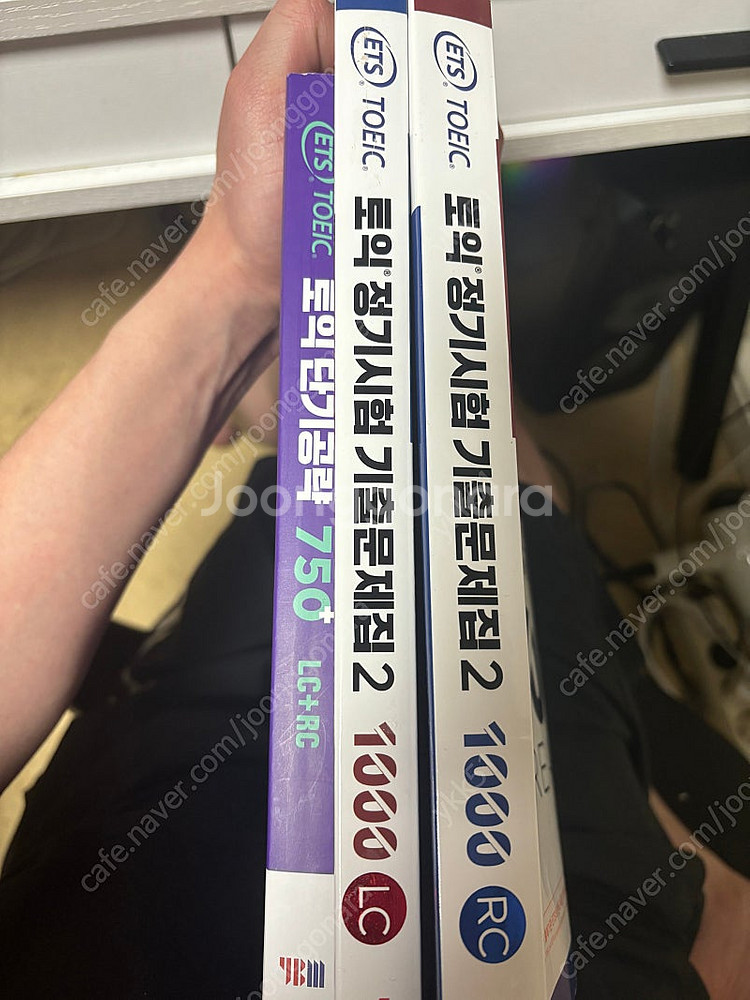 ETS TOEIC® 토익 단기공략 750+ LC+RC
YBM
ETS® TOEIC® 토익® 정기시험 기출문제집 2 1000 LC
ETS® TOEIC® 토익® 정기시험 기출문제집 2 1000 RC
Joonggonara
cafe.naver.com/joonggonara